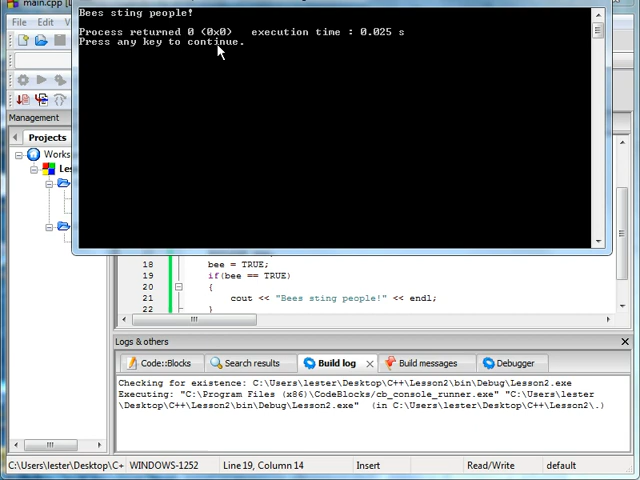 main.cpp
Bees sting people!
File Edit
Process returned 0 (0x0)   execution time : 0.025 s
Press any key to continue.
Management
Projects
Works
Les
18 bee = TRUE;
19 if(bee == TRUE)
20 {
21 cout << "Bees sting people!" << endl;
22 }
Logs & others
Code::Blocks Search results Build log Build messages Debugger
Checking for existence: C:\Users\lester\Desktop\C++\Lesson2\bin\Debug\Lesson2.exe
Executing: "C:\Program Files (x86)\CodeBlocks/cb_console_runner.exe" "C:\Users\lester
\Desktop\C++\Lesson2\bin\Debug\Lesson2.exe"  (in C:\Users\lester\Desktop\C++\Lesson2\.)
C:\Users\lester\Desktop\C+ WINDOWS-1252 Line 19, Column 14 Insert Read/Write default